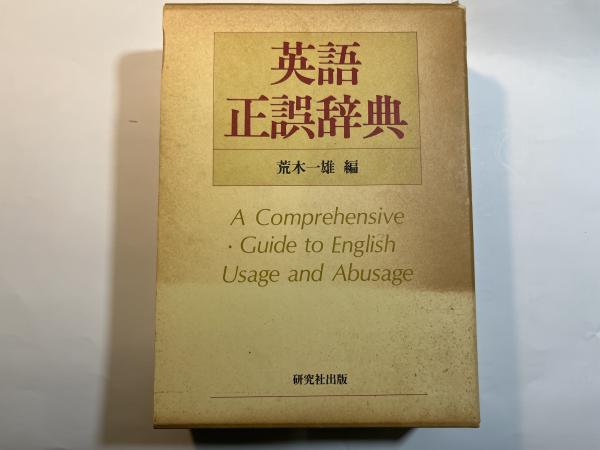 英語
正誤辞典
荒木一雄 編
A Comprehensive
・Guide to English
Usage and Abusage
研究社出版